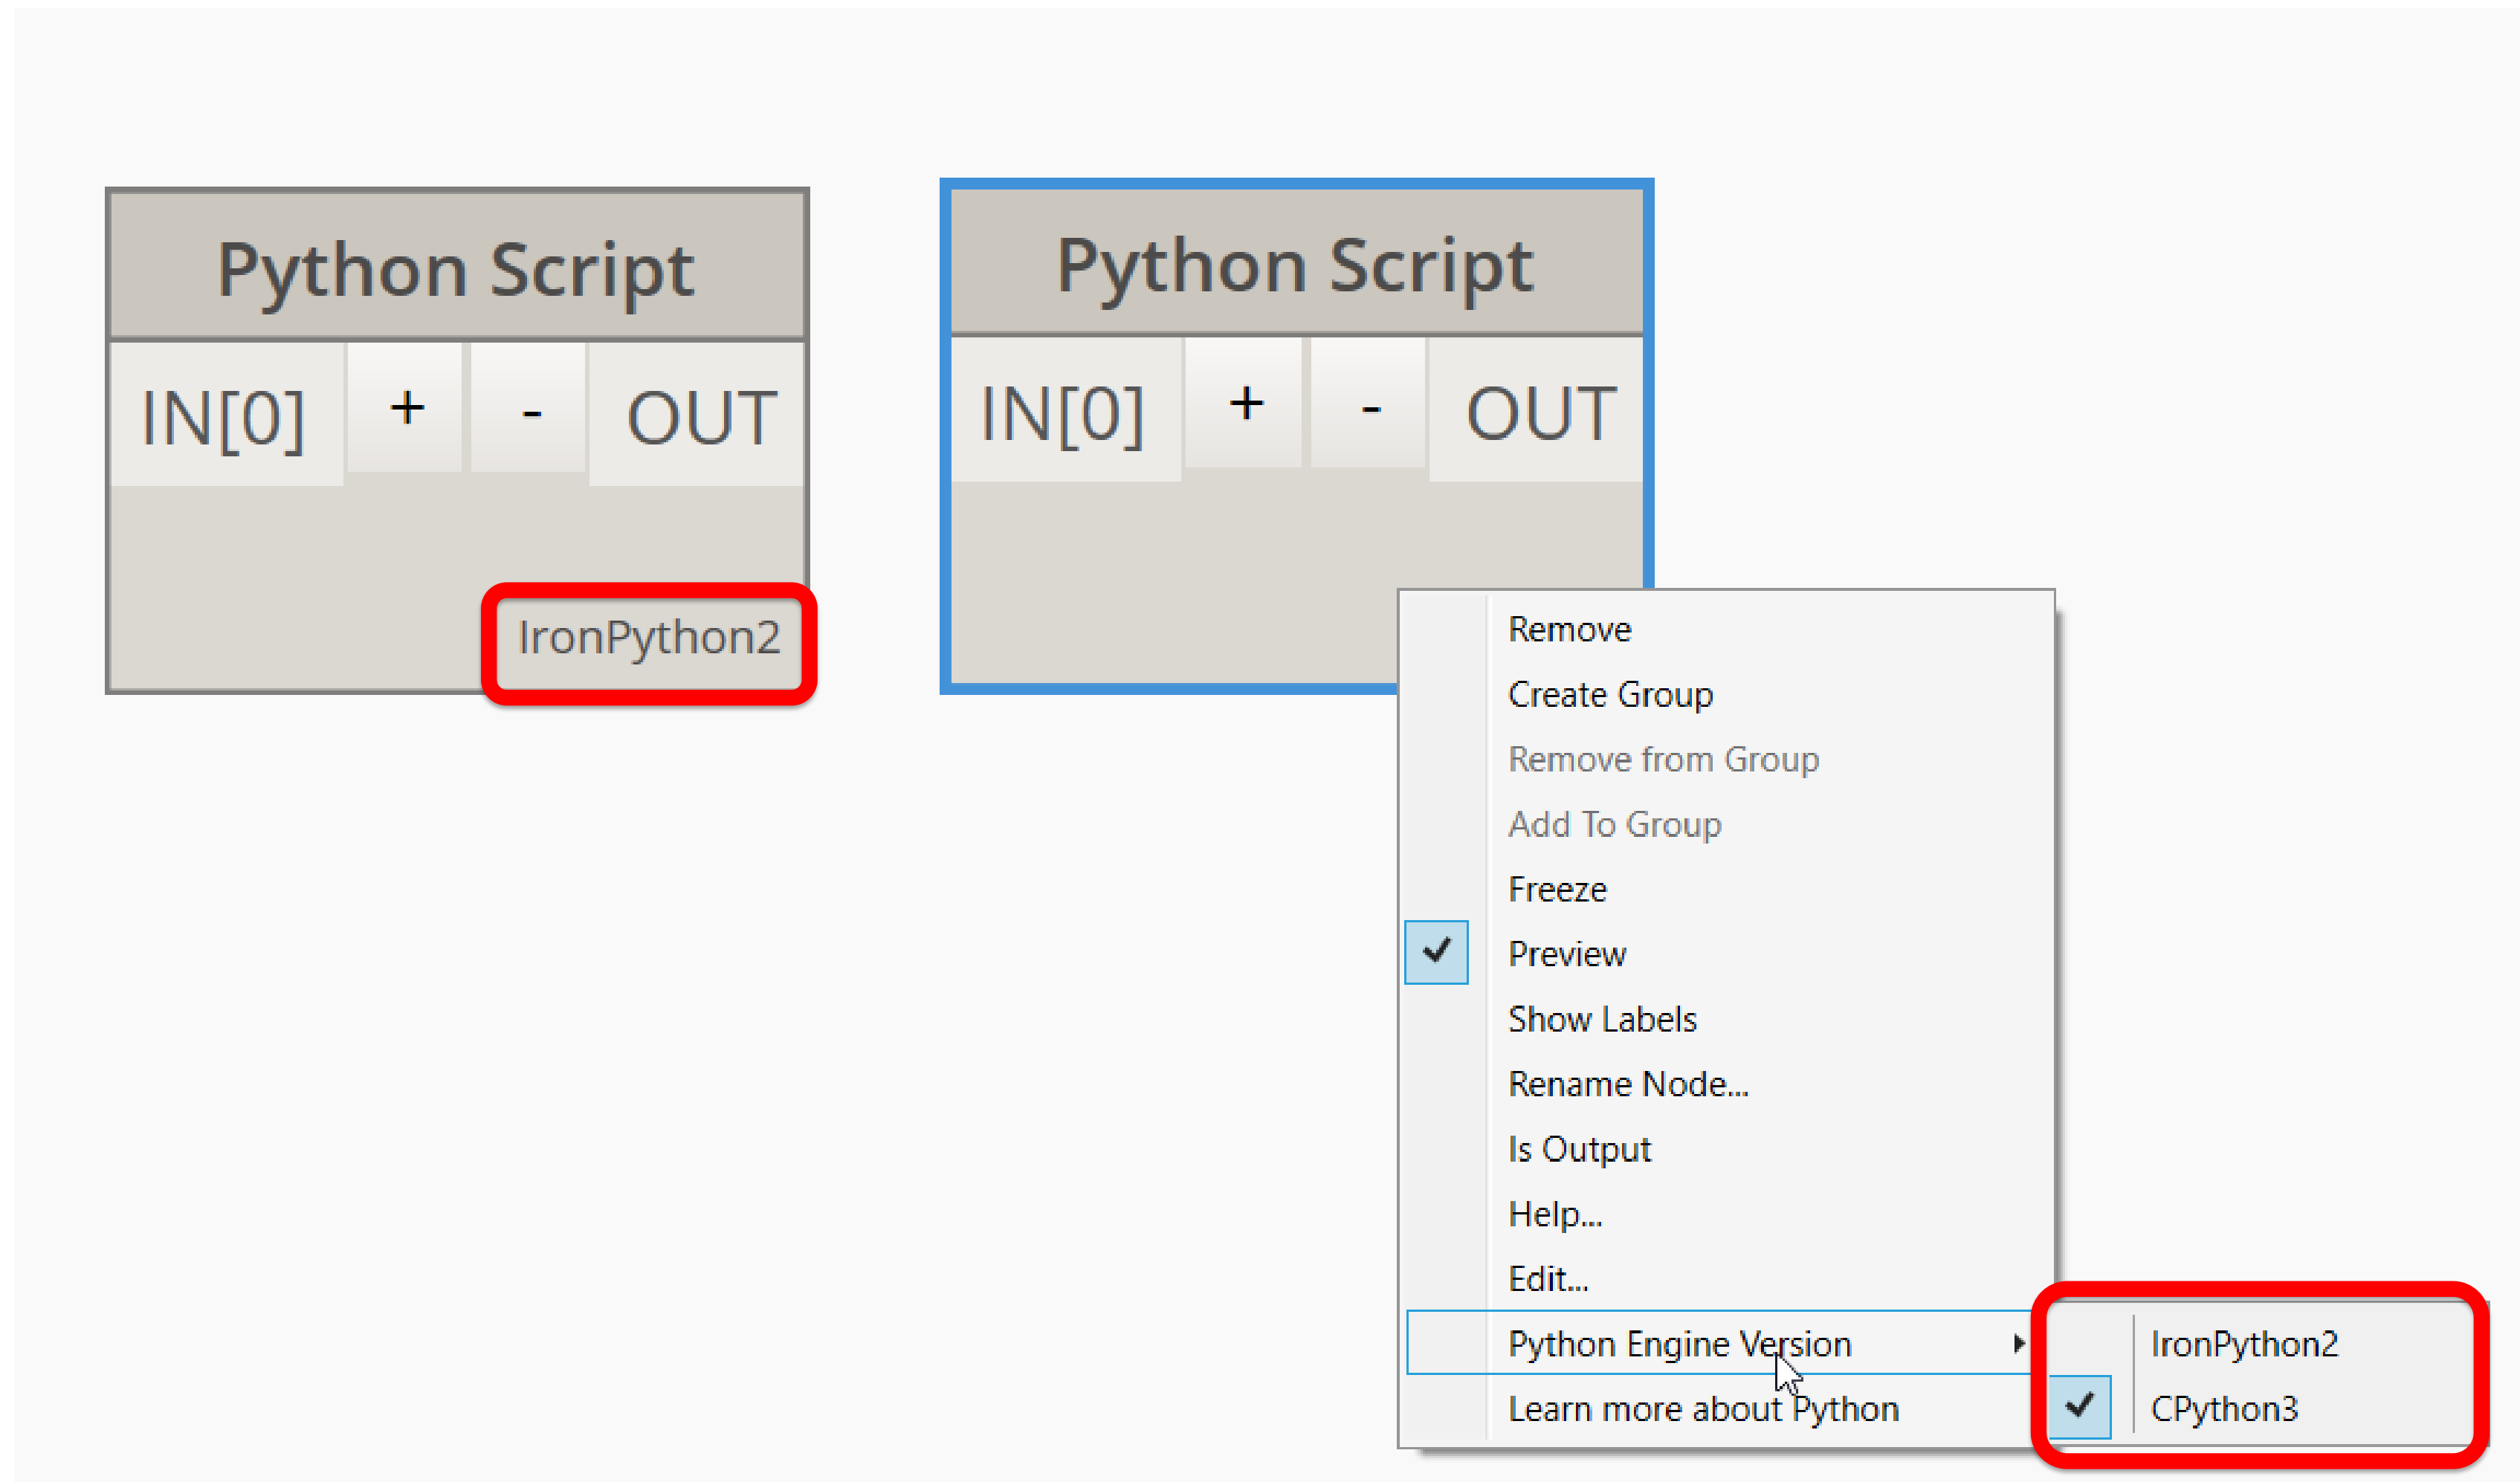 Python Script
IN[0] + - OUT
IronPython2
Python Script
IN[0] + - OUT
Remove
Create Group
Remove from Group
Add To Group
Freeze
Preview
Show Labels
Rename Node...
Is Output
Help...
Edit...
Python Engine Version
Learn more about Python
IronPython2
CPython3